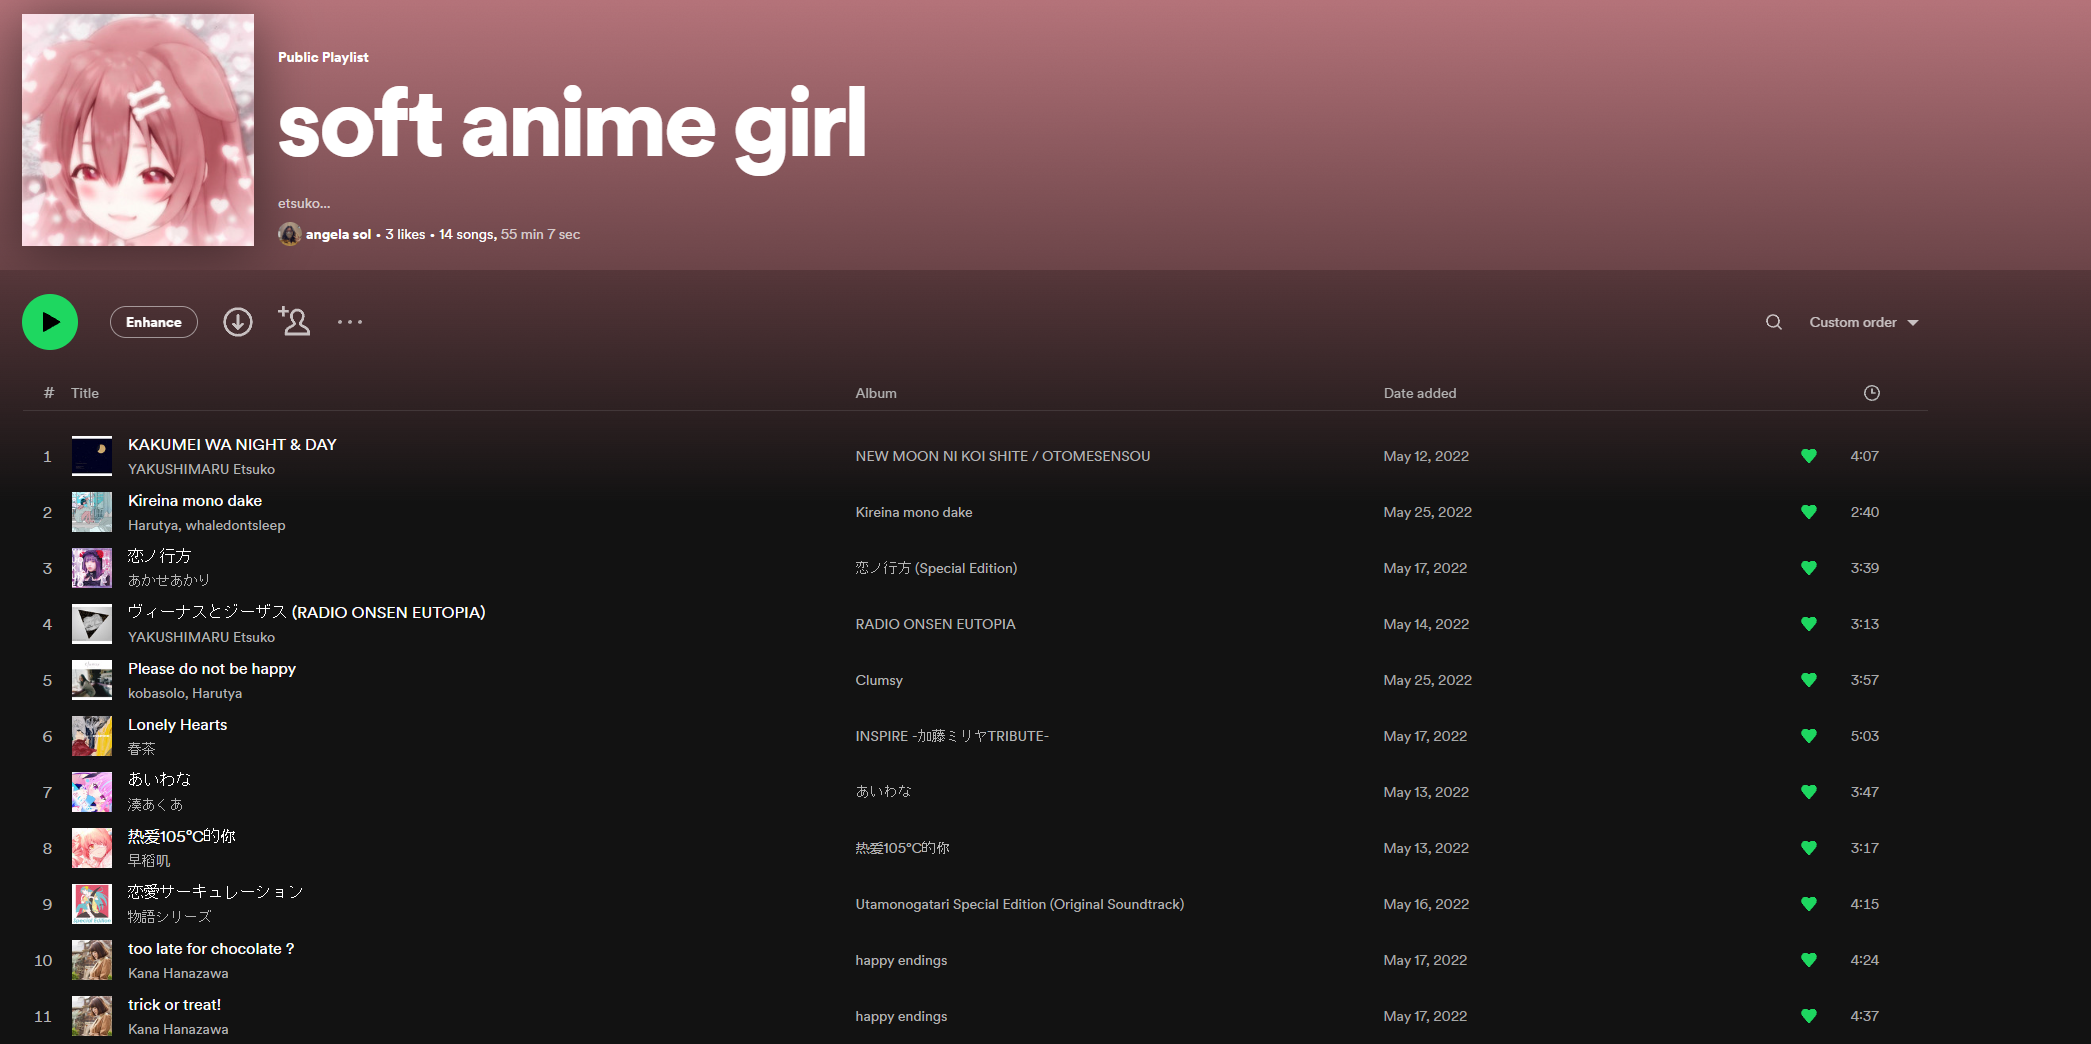 Public Playlist
soft anime girl
etsuko...
angela sol • 3 likes • 14 songs, 55 min 7 sec
Enhance
Custom order
# Title Album Date added
1 KAKUMEI WA NIGHT & DAY
YAKUSHIMARU Etsuko
NEW MOON NI KOI SHITE / OTOMESENSOU May 12, 2022 4:07
2 Kireina mono dake
Harutya, whaledontsleep
Kireina mono dake May 25, 2022 2:40
3 恋ノ行方
あかせあかり
恋ノ行方 (Special Edition) May 17, 2022 3:39
4 ヴィーナスとジーザス (RADIO ONSEN EUTOPIA)
YAKUSHIMARU Etsuko
RADIO ONSEN EUTOPIA May 14, 2022 3:13
5 Please do not be happy
kobasolo, Harutya
Clumsy May 25, 2022 3:57
6 Lonely Hearts
春茶
INSPIRE -加藤ミリヤTRIBUTE- May 17, 2022 5:03
7 あいわな
湊あくあ
あいわな May 13, 2022 3:47
8 热爱105°C的你
早稻叽
热爱105°C的你 May 13, 2022 3:17
9 恋愛サーキュレーション
物語シリーズ
Utamonogatari Special Edition (Original Soundtrack) May 16, 2022 4:15
10 too late for chocolate ?
Kana Hanazawa
happy endings May 17, 2022 4:24
11 trick or treat!
Kana Hanazawa
happy endings May 17, 2022 4:37